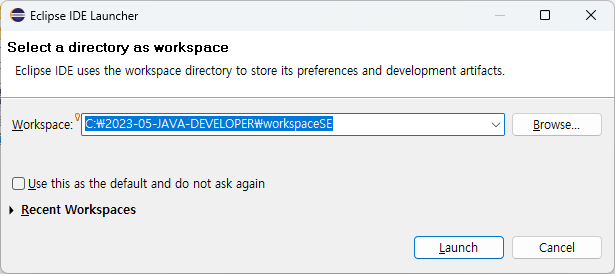 Eclipse IDE Launcher
Select a directory as workspace
Eclipse IDE uses the workspace directory to store its preferences and development artifacts.
Workspace: C:₩2023-05-JAVA-DEVELOPER₩workspaceSE Browse...
Use this as the default and do not ask again
Recent Workspaces
Launch Cancel